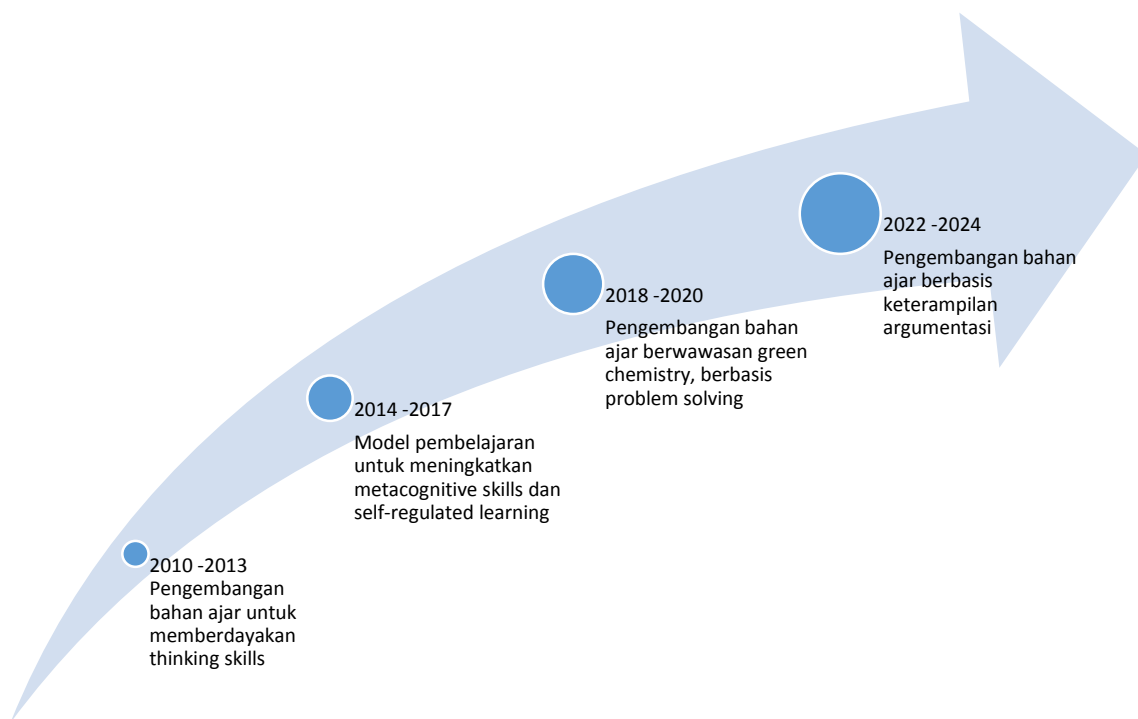 2010 -2013
Pengembangan
bahan ajar untuk
memberdayakan
thinking skills
2014 -2017
Model pembelajaran
untuk meningkatkan
metacognitive skills dan
self-regulated learning
2018 -2020
Pengembangan bahan
ajar berwawasan green
chemistry, berbasis
problem solving
2022 -2024
Pengembangan bahan
ajar berbasis
keterampilan
argumentasi